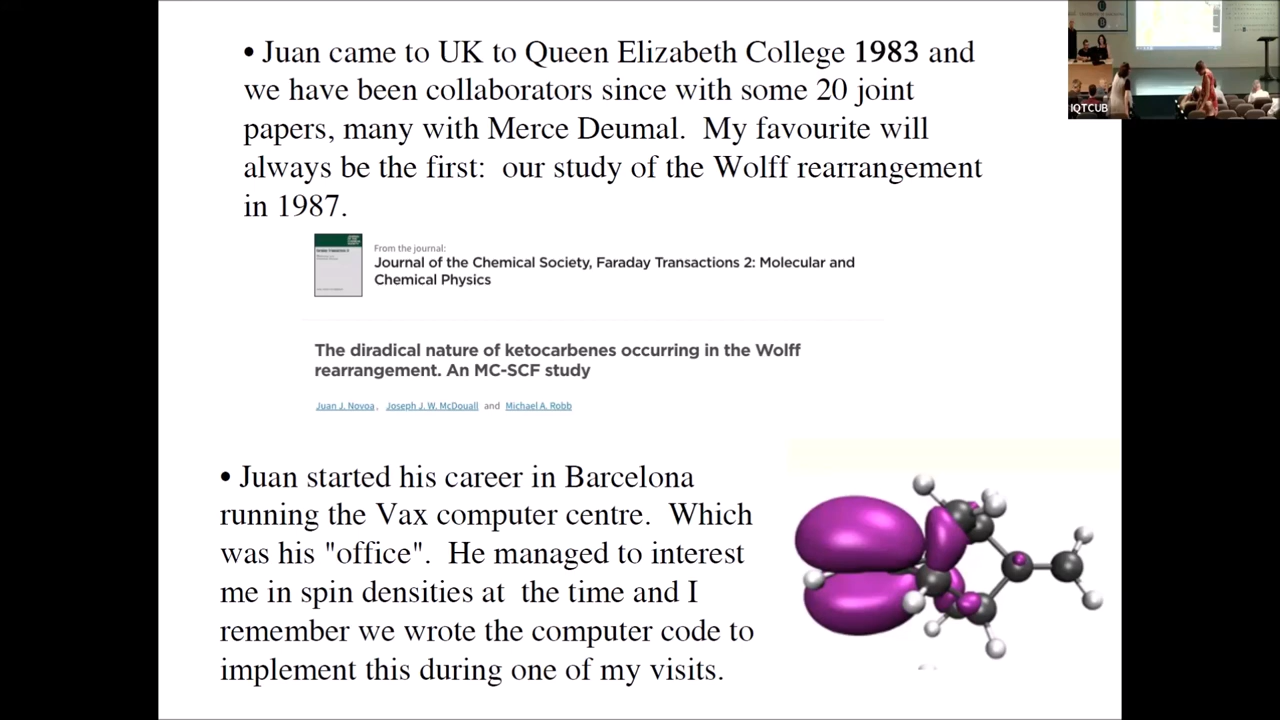 • Juan came to UK to Queen Elizabeth College 1983 and
we have been collaborators since with some 20 joint
papers, many with Merce Deumal.  My favourite will
always be the first:  our study of the Wolff rearrangement
in 1987.
From the journal:
Journal of the Chemical Society, Faraday Transactions 2: Molecular and
Chemical Physics
The diradical nature of ketocarbenes occurring in the Wolff
rearrangement. An MC-SCF study
Juan J. Novoa, Joseph J. W. McDouall and Michael A. Robb
• Juan started his career in Barcelona
running the Vax computer centre.  Which
was his "office".  He managed to interest
me in spin densities at  the time and I
remember we wrote the computer code to
implement this during one of my visits.
IQTCUB